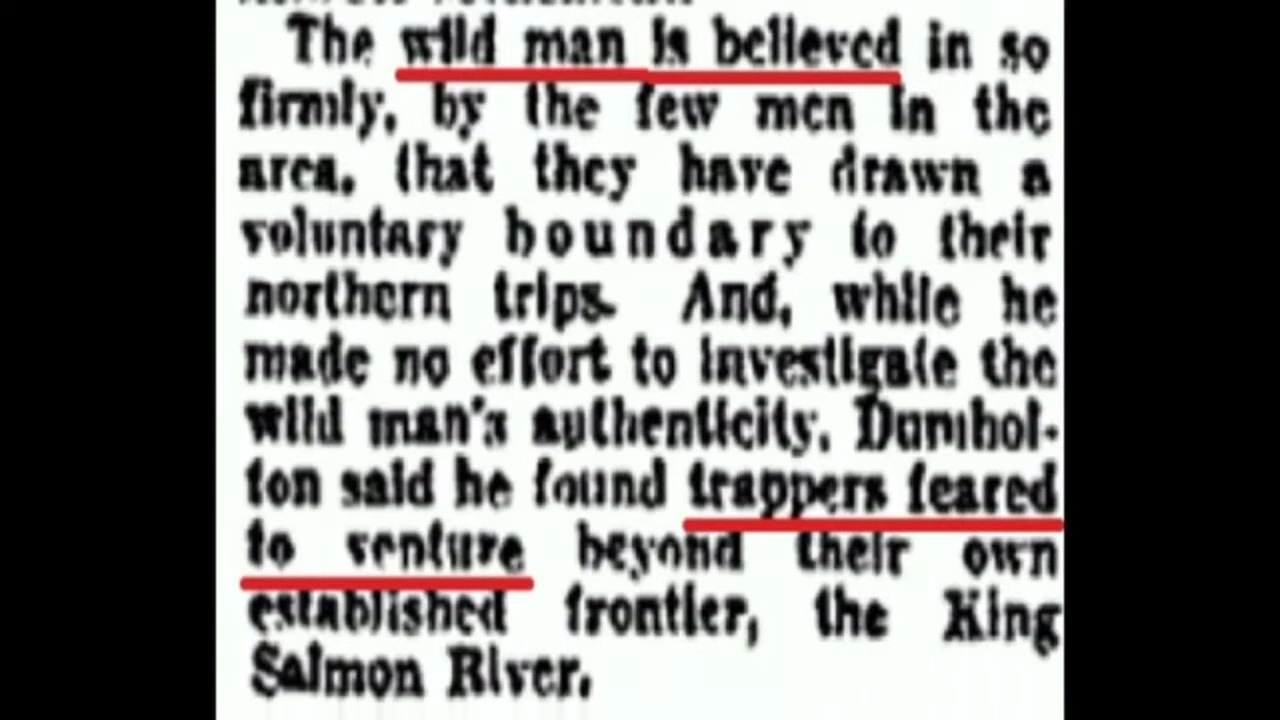 The wild man is believed in so
firmly, by the few men in the
area, that they have drawn a
voluntary boundary to their
northern trips. And, while he
made no effort to investigate the
wild man's authenticity, Dumhol-
ton said he found trappers feared
to venture beyond their own
established frontier, the King
Salmon River.